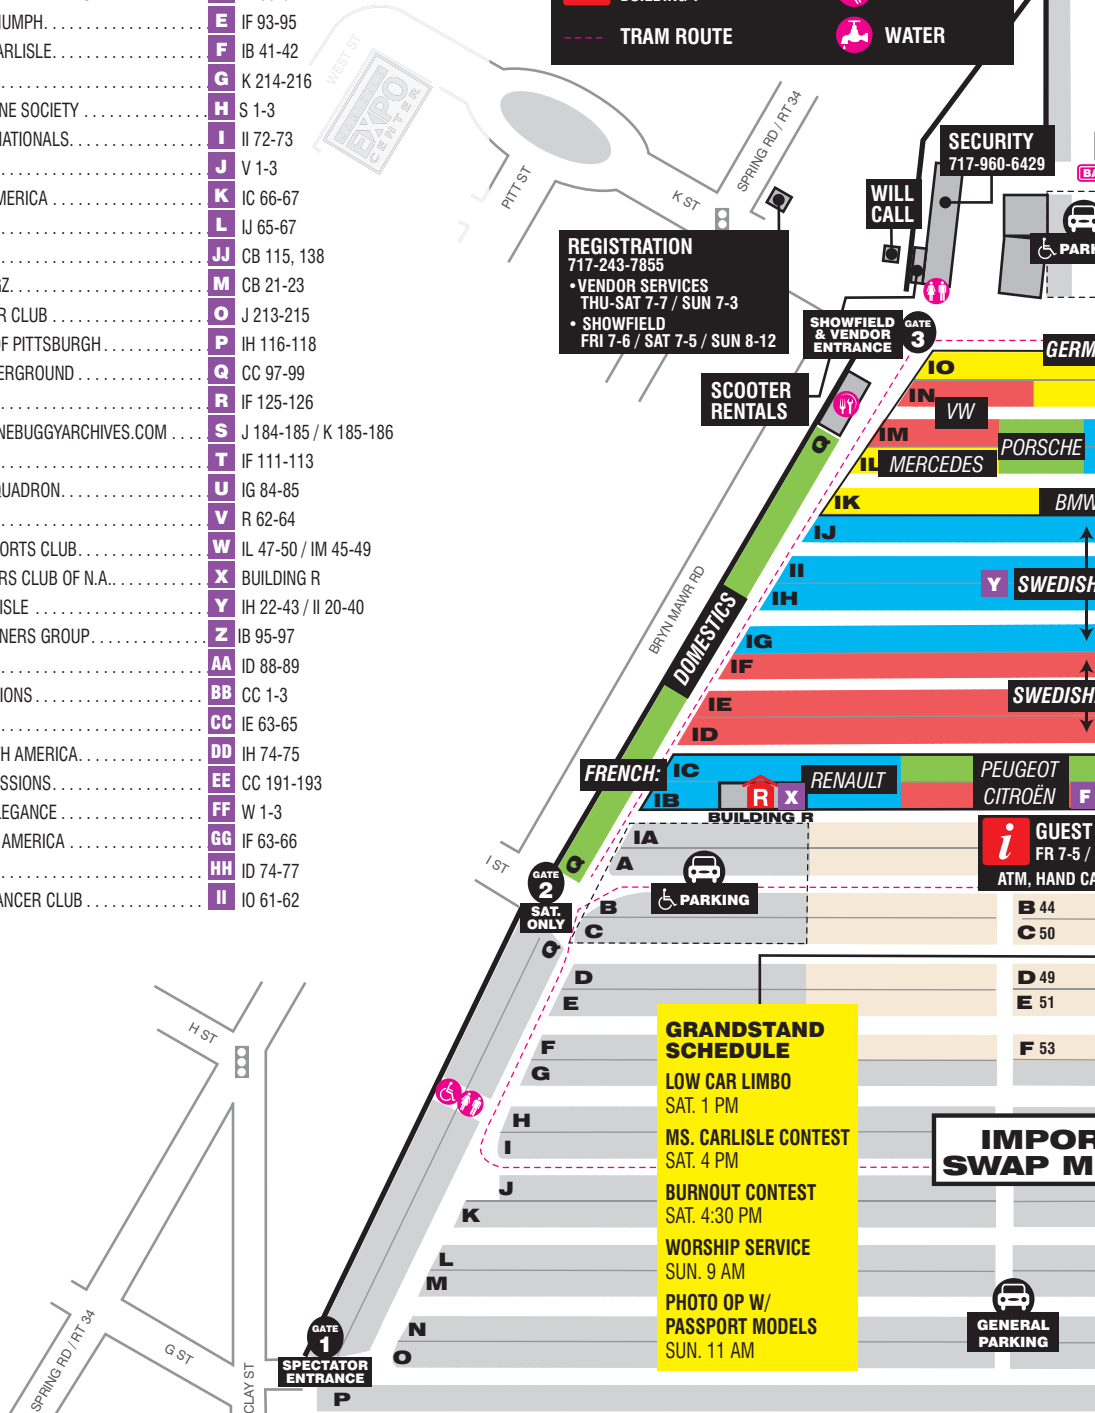 TRAM ROUTE
WATER
IUMPH E IF 93-95
ARLISLE F IB 41-42
G K 214-216
NE SOCIETY H S 1-3
NATIONALS I II 72-73
J V 1-3
MERICA K IC 66-67
L IJ 65-67
JJ CB 115, 138
GZ M CB 21-23
R CLUB O J 213-215
OF PITTSBURGH P IH 116-118
ERGROUND Q CC 97-99
R IF 125-126
NEBUGGYARCHIVES.COM S J 184-185 / K 185-186
T IF 111-113
QUADRON U IG 84-85
V R 62-64
ORTS CLUB W IL 47-50 / IM 45-49
RS CLUB OF N.A. X BUILDING R
ISLE Y IH 22-43 / II 20-40
NERS GROUP Z IB 95-97
AA ID 88-89
IONS BB CC 1-3
CC IE 63-65
TH AMERICA DD IH 74-75
SSIONS EE CC 191-193
LEGANCE FF W 1-3
AMERICA GG IF 63-66
HH ID 74-77
ANCER CLUB II IO 61-62
WEST ST
EXPO
CENTER
PITT ST
K ST
SPRING RD / RT 34
SECURITY
717-960-6429
WILL
CALL
BA
PARK
REGISTRATION
717-243-7855
•VENDOR SERVICES
THU-SAT 7-7 / SUN 7-3
• SHOWFIELD
FRI 7-6 / SAT 7-5 / SUN 8-12
SHOWFIELD
& VENDOR
ENTRANCE
GATE
3
SCOOTER
RENTALS
GERM
IO
IN
VW
IM
PORSCHE
IL
MERCEDES
IK
BMW
IJ
II
IH
Y
SWEDISH
IG
IF
IE
SWEDISH
ID
Q
DOMESTICS
BRYN MAWR RD
FRENCH:
IC
IB
R
X
RENAULT
PEUGEOT
CITROËN
F
BUILDING R
IA
A
Q
I ST
GATE
2
SAT.
ONLY
PARKING
i
GUEST
FR 7-5 /
ATM, HAND CA
B
C
B 44
C 50
Q
D
E
D 49
E 51
F
G
F 53
H
I
J
K
L
M
N
O
P
GRANDSTAND
SCHEDULE
LOW CAR LIMBO
SAT. 1 PM
MS. CARLISLE CONTEST
SAT. 4 PM
BURNOUT CONTEST
SAT. 4:30 PM
WORSHIP SERVICE
SUN. 9 AM
PHOTO OP W/
PASSPORT MODELS
SUN. 11 AM
IMPOR
SWAP M
GENERAL
PARKING
H ST
G ST
SPRING RD / RT 34
CLAY ST
GATE
1
SPECTATOR
ENTRANCE